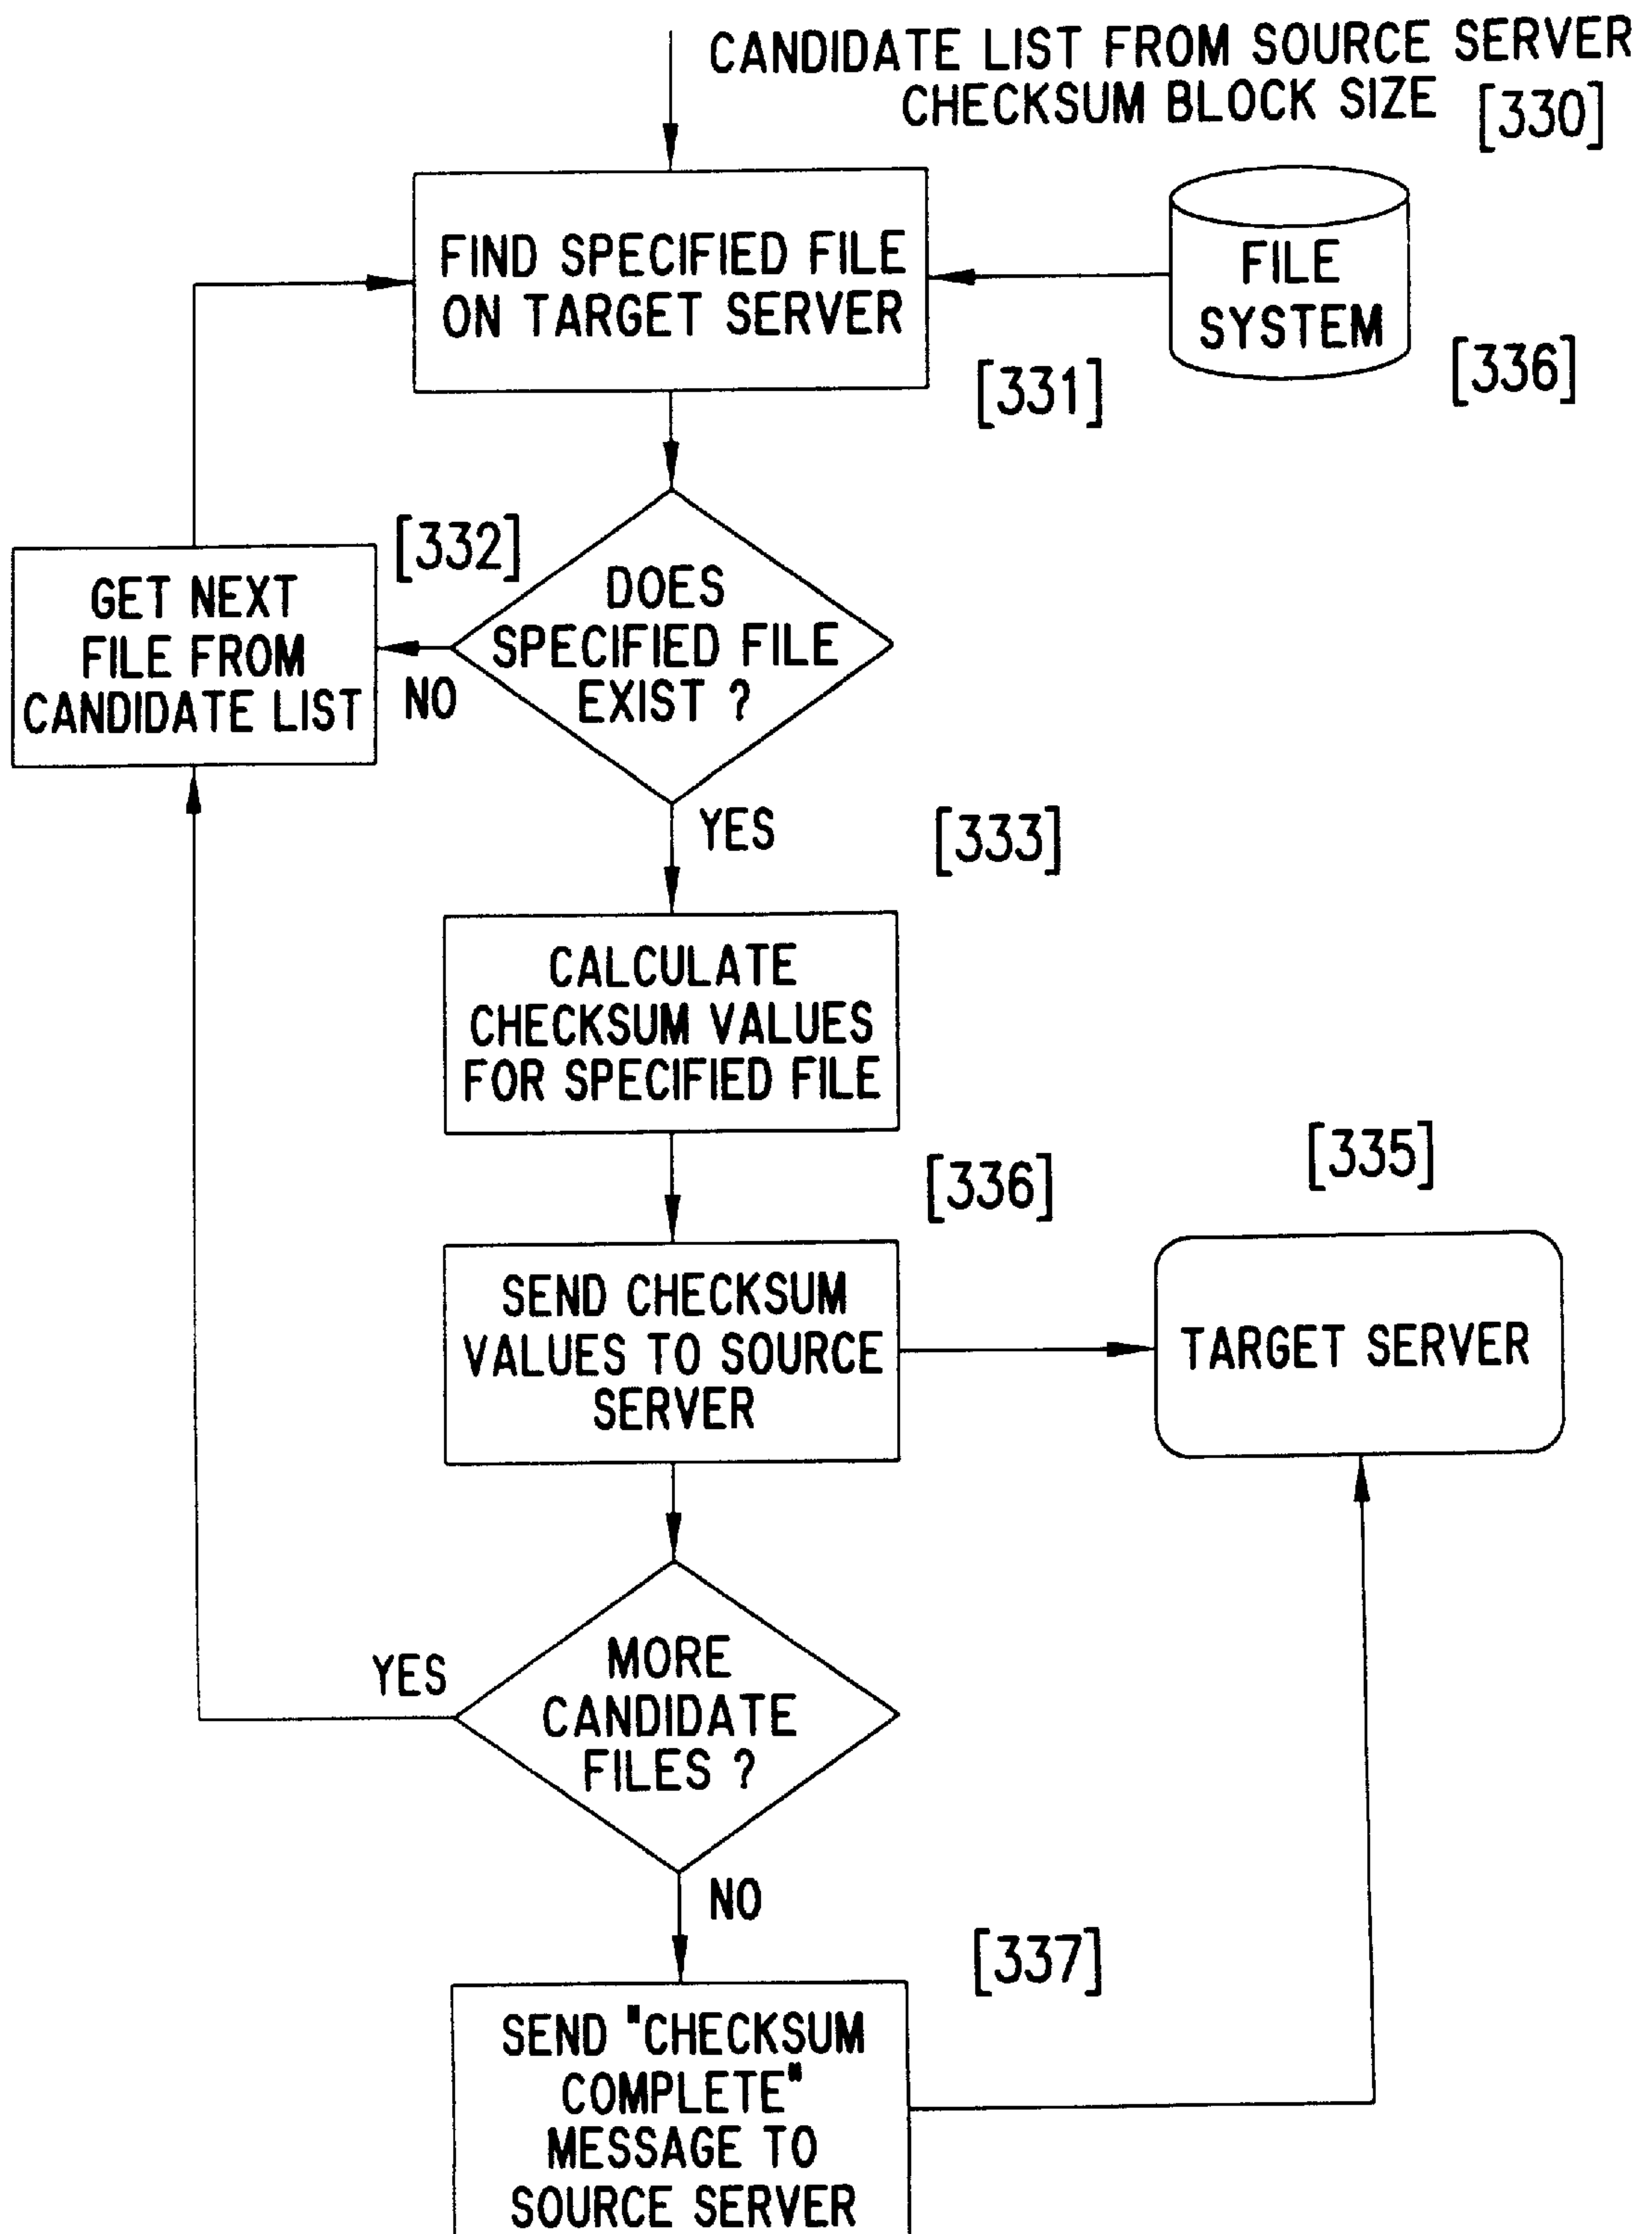 CANDIDATE LIST FROM SOURCE SERVER
CHECKSUM BLOCK SIZE [330]
FIND SPECIFIED FILE
ON TARGET SERVER
[331]
FILE
SYSTEM
[336]
GET NEXT
FILE FROM
CANDIDATE LIST
[332]
DOES
SPECIFIED FILE
EXIST ?
NO
YES
[333]
CALCULATE
CHECKSUM VALUES
FOR SPECIFIED FILE
[336]
[335]
SEND CHECKSUM
VALUES TO SOURCE
SERVER
TARGET SERVER
MORE
CANDIDATE
FILES ?
YES
NO
[337]
SEND "CHECKSUM
COMPLETE"
MESSAGE TO
SOURCE SERVER